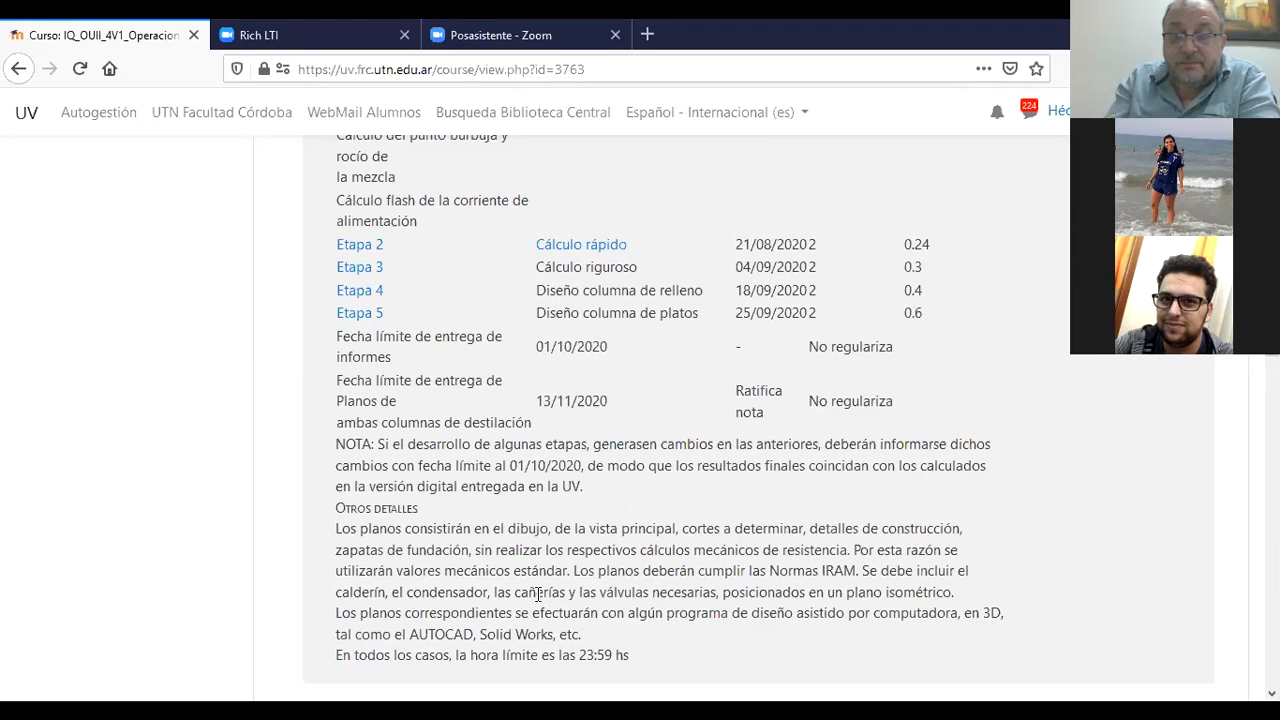 Curso: IQ_OUII_4V1_Operacion
Rich LTI
Posasistente - Zoom
https://uv.frc.utn.edu.ar/course/view.php?id=3763
UV Autogestión UTN Facultad Córdoba WebMail Alumnos Busqueda Biblioteca Central Español - Internacional (es) 224 Héc
Cálculo del punto burbuja y
rocío de
la mezcla
Cálculo flash de la corriente de
alimentación
Etapa 2 Cálculo rápido 21/08/2020 2 0.24
Etapa 3 Cálculo riguroso 04/09/2020 2 0.3
Etapa 4 Diseño columna de relleno 18/09/2020 2 0.4
Etapa 5 Diseño columna de platos 25/09/2020 2 0.6
Fecha límite de entrega de
informes
01/10/2020 - No regulariza
Fecha límite de entrega de
Planos de
ambas columnas de destilación
13/11/2020
Ratifica
nota
No regulariza
NOTA: Si el desarrollo de algunas etapas, generasen cambios en las anteriores, deberán informarse dichos
cambios con fecha límite al 01/10/2020, de modo que los resultados finales coincidan con los calculados
en la versión digital entregada en la UV.
OTROS DETALLES
Los planos consistirán en el dibujo, de la vista principal, cortes a determinar, detalles de construcción,
zapatas de fundación, sin realizar los respectivos cálculos mecánicos de resistencia. Por esta razón se
utilizarán valores mecánicos estándar. Los planos deberán cumplir las Normas IRAM. Se debe incluir el
calderín, el condensador, las cañerías y las válvulas necesarias, posicionados en un plano isométrico.
Los planos correspondientes se efectuarán con algún programa de diseño asistido por computadora, en 3D,
tal como el AUTOCAD, Solid Works, etc.
En todos los casos, la hora límite es las 23:59 hs